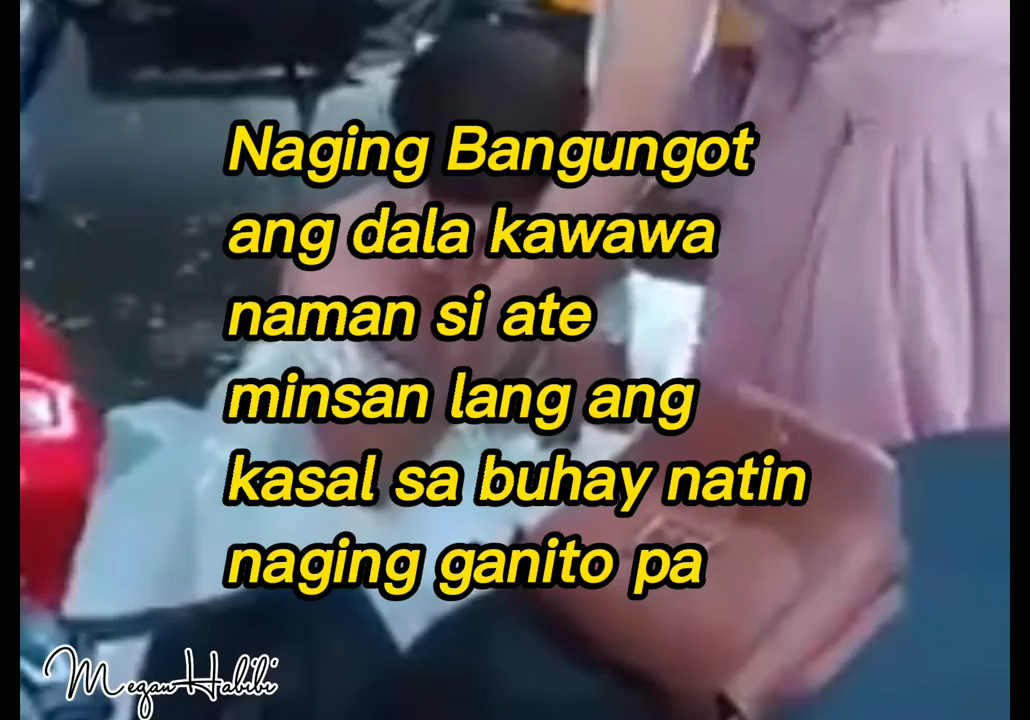 Naging Bangungot
ang dala kawawa
naman si ate
minsan lang ang
kasal sa buhay natin
naging ganito pa
Megan Habibi